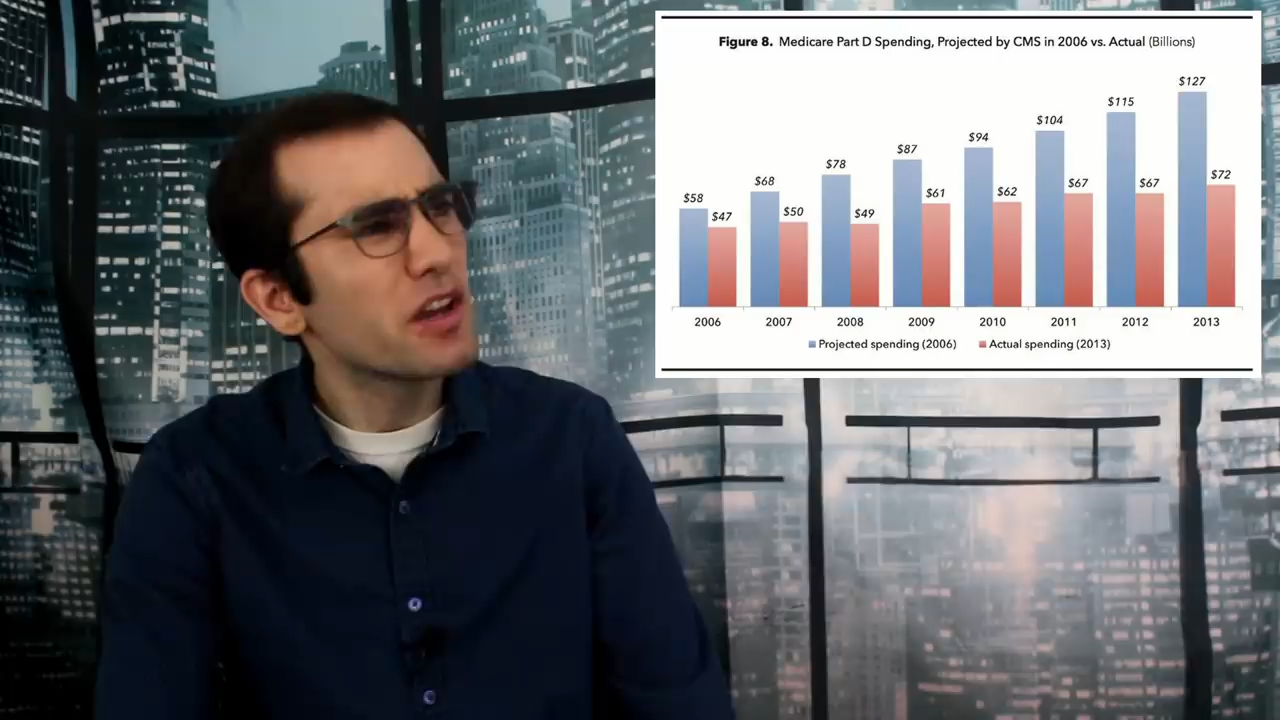 Figure 8. Medicare Part D Spending, Projected by CMS in 2006 vs. Actual (Billions)
$58 $47 $68 $50 $78 $49 $87 $61 $94 $62 $104 $67 $115 $67 $127 $72
2006 2007 2008 2009 2010 2011 2012 2013
Projected spending (2006) Actual spending (2013)